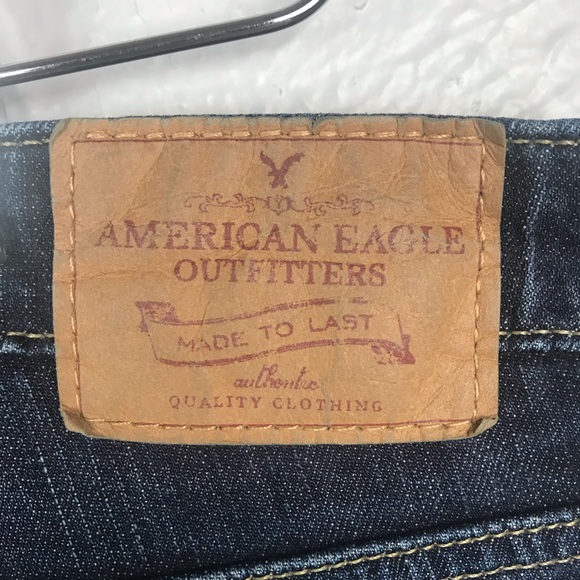 AMERICAN EAGLE
OUTFITTERS
MADE TO LAST
authentic
QUALITY CLOTHING